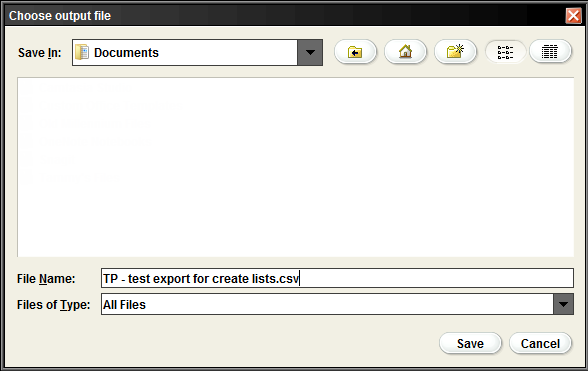 Choose output file
Save In: Documents
File Name: TP - test export for create lists.csv
Files of Type: All Files
Save Cancel